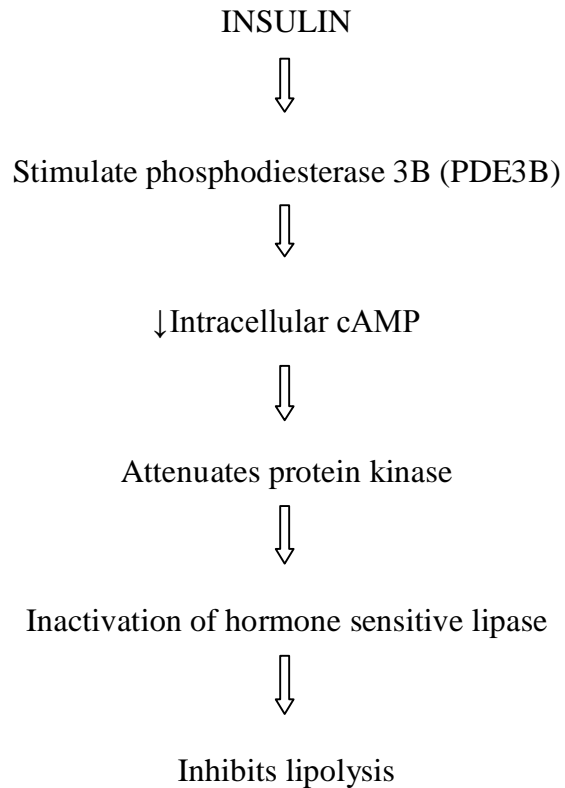 INSULIN
Stimulate phosphodiesterase 3B (PDE3B)
↓Intracellular cAMP
Attenuates protein kinase
Inactivation of hormone sensitive lipase
Inhibits lipolysis